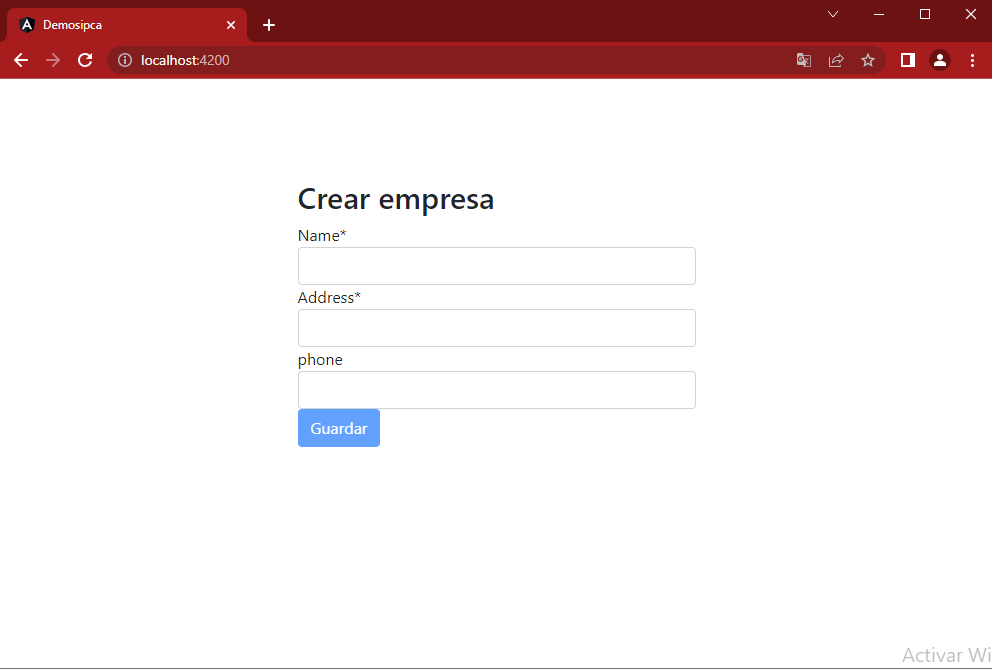 Demosipca
localhost:4200
Crear empresa
Name*
Address*
phone
Guardar
Activar Wi